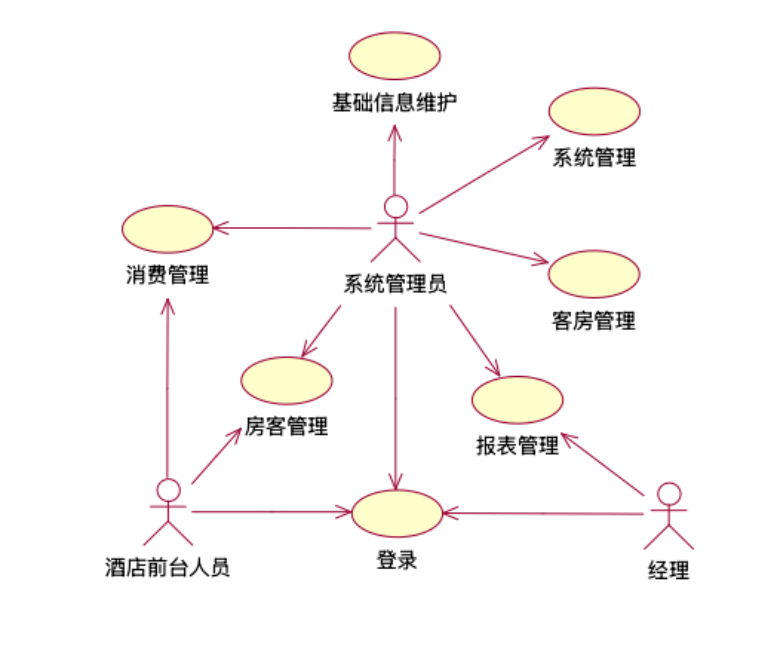 基础信息维护
系统管理
消费管理
系统管理员
客房管理
房客管理
报表管理
酒店前台人员
登录
经理